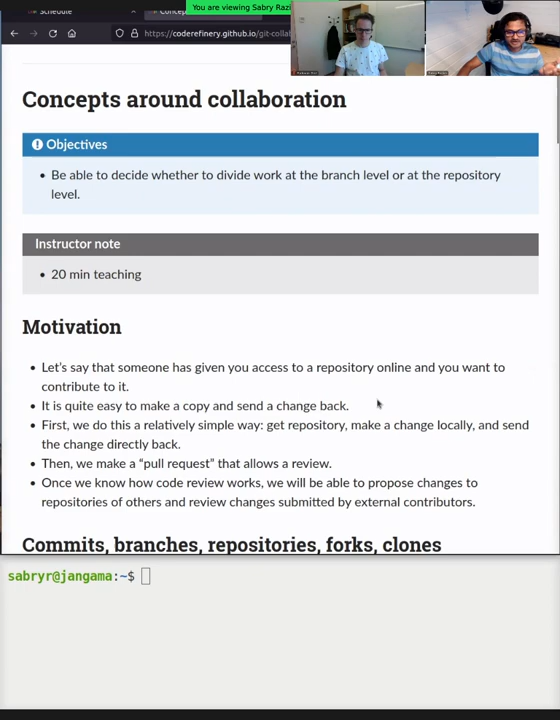 You are viewing Sabry Razi
Schedule
https://coderefinery.github.io/git-collab
Concepts around collaboration
Objectives
Be able to decide whether to divide work at the branch level or at the repository
level.
Instructor note
20 min teaching
Motivation
Let's say that someone has given you access to a repository online and you want to
contribute to it.
It is quite easy to make a copy and send a change back.
First, we do this a relatively simple way: get repository, make a change locally, and send
the change directly back.
Then, we make a "pull request" that allows a review.
Once we know how code review works, we will be able to propose changes to
repositories of others and review changes submitted by external contributors.
Commits, branches, repositories, forks, clones
sabryr@jangama:~$